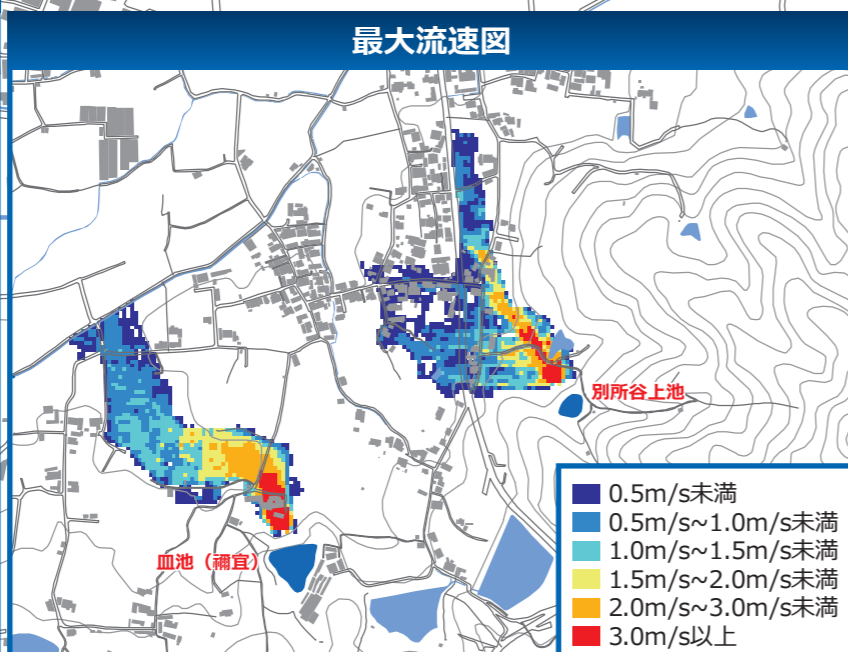 最大流速図
別所谷上池
皿池（禰宜）
0.5m/s未満
0.5m/s~1.0m/s未満
1.0m/s~1.5m/s未満
1.5m/s~2.0m/s未満
2.0m/s~3.0m/s未満
3.0m/s以上